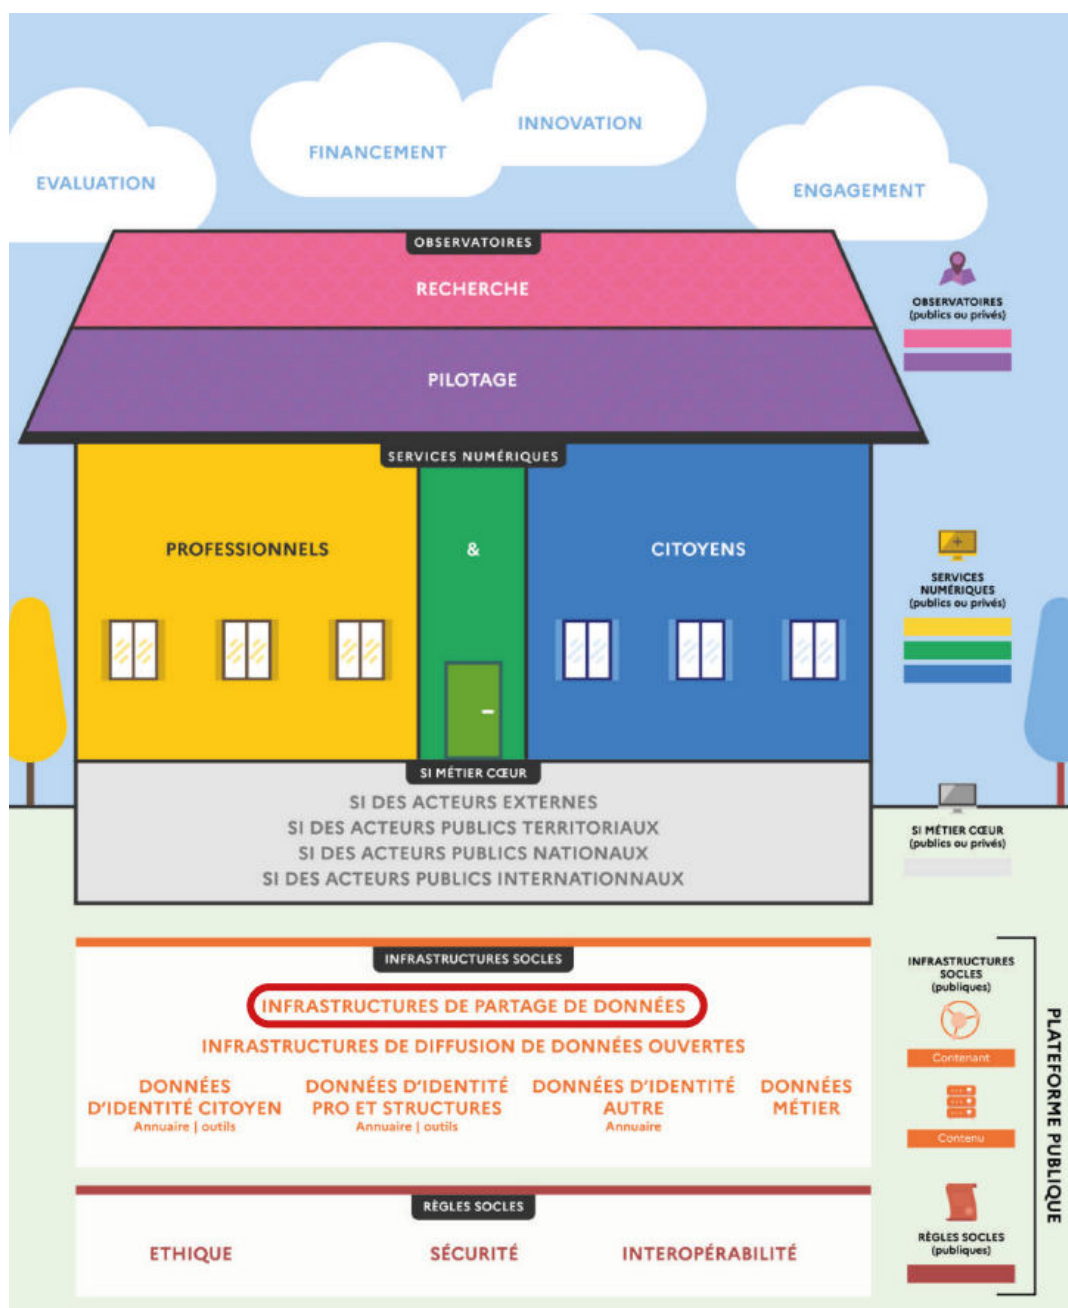 INNOVATION
FINANCEMENT
EVALUATION
ENGAGEMENT
OBSERVATOIRES
RECHERCHE
PILOTAGE
OBSERVATOIRES
(publics ou privés)
SERVICES NUMÉRIQUES
PROFESSIONNELS
&
CITOYENS
SERVICES
NUMÉRIQUES
(publics ou privés)
SI MÉTIER CŒUR
SI DES ACTEURS EXTERNES
SI DES ACTEURS PUBLICS TERRITORIAUX
SI DES ACTEURS PUBLICS NATIONAUX
SI DES ACTEURS PUBLICS INTERNATIONNAUX
SI MÉTIER CŒUR
(publics ou privés)
INFRASTRUCTURES SOCLES
INFRASTRUCTURES DE PARTAGE DE DONNÉES
INFRASTRUCTURES DE DIFFUSION DE DONNÉES OUVERTES
DONNÉES
D'IDENTITÉ CITOYEN
Annuaire | outils
DONNÉES D'IDENTITÉ
PRO ET STRUCTURES
Annuaire | outils
DONNÉES D'IDENTITÉ
AUTRE
Annuaire
DONNÉES
MÉTIER
INFRASTRUCTURES
SOCLES
(publiques)
Contenant
Contenu
RÈGLES SOCLES
ETHIQUE
SÉCURITÉ
INTEROPÉRABILITÉ
RÈGLES SOCLES
(publiques)
PLATEFORME PUBLIQUE